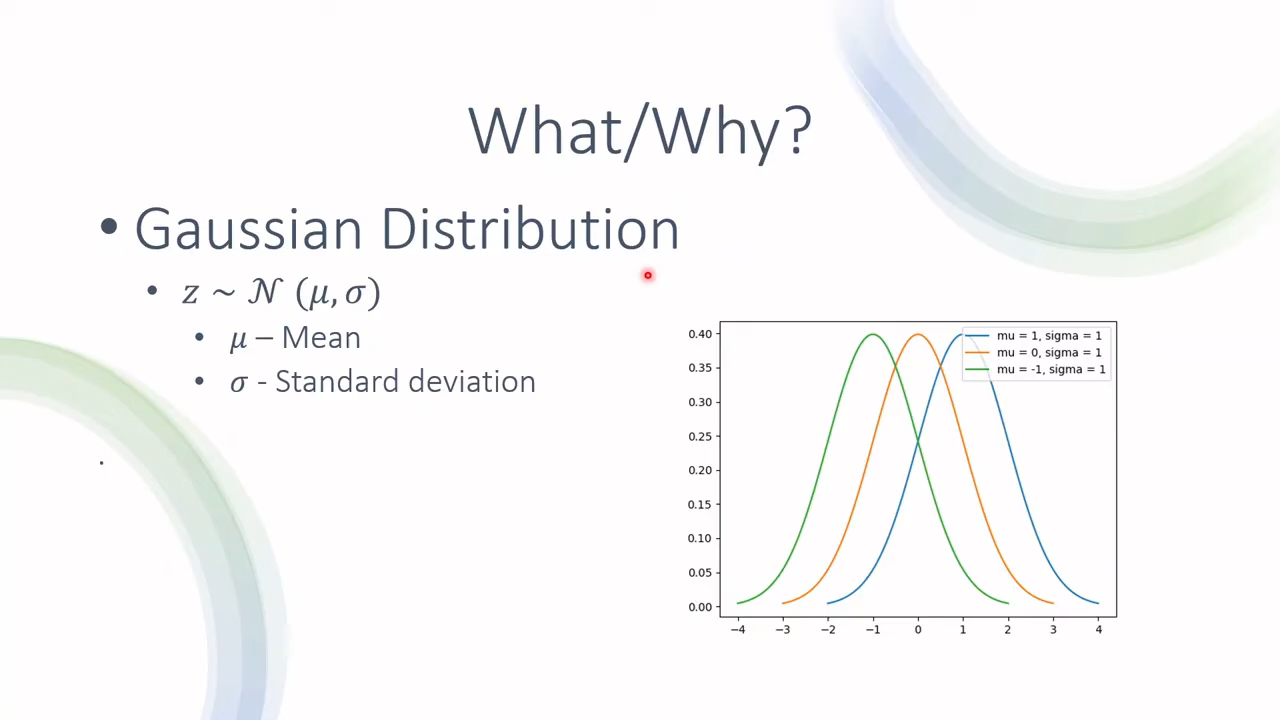 What/Why?
• Gaussian Distribution
• 𝑧 ~ 𝒩 (𝜇, 𝜎)
• 𝜇 – Mean
• 𝜎 - Standard deviation
.
mu = 1, sigma = 1
mu = 0, sigma = 1
mu = -1, sigma = 1
0.40
0.35
0.30
0.25
0.20
0.15
0.10
0.05
0.00
−4 −3 −2 −1 0 1 2 3 4